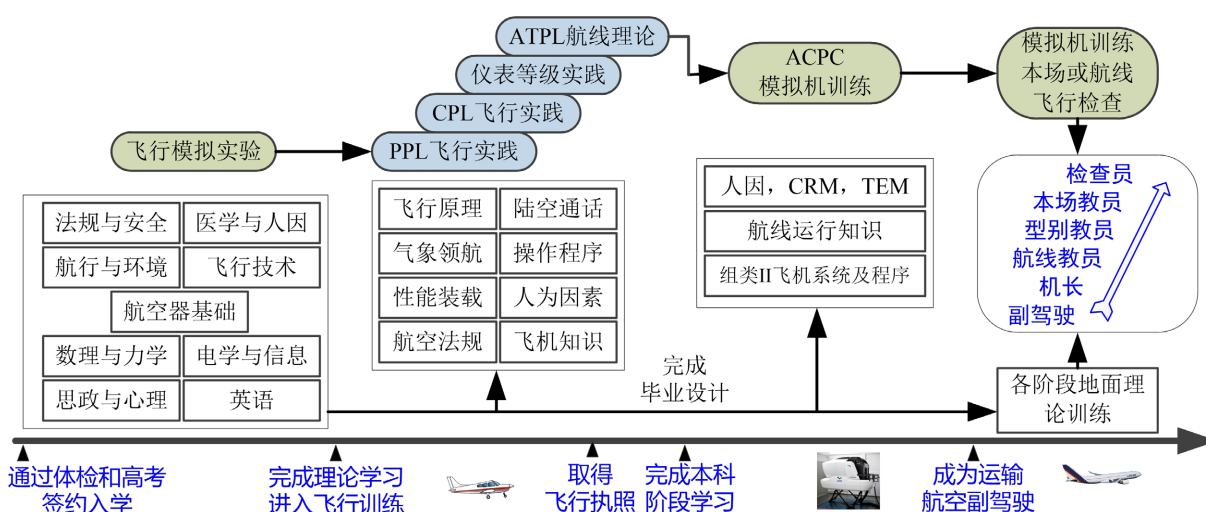 ATPL航线理论
仪表等级实践
CPL飞行实践
PPL飞行实践
飞行模拟实验
ACPC
模拟机训练
模拟机训练
本场或航线
飞行检查
法规与安全
医学与人因
航行与环境
飞行技术
航空器基础
数理与力学
电学与信息
思政与心理
英语
飞行原理
陆空通话
气象领航
操作程序
性能装载
人为因素
航空法规
飞机知识
人因，CRM，TEM
航线运行知识
组类II飞机系统及程序
检查员
本场教员
型别教员
航线教员
机长
副驾驶
完成
毕业设计
各阶段地面理
论训练
通过体检和高考
签约入学
完成理论学习
进入飞行训练
取得
飞行执照
完成本科
阶段学习
成为运输
航空副驾驶